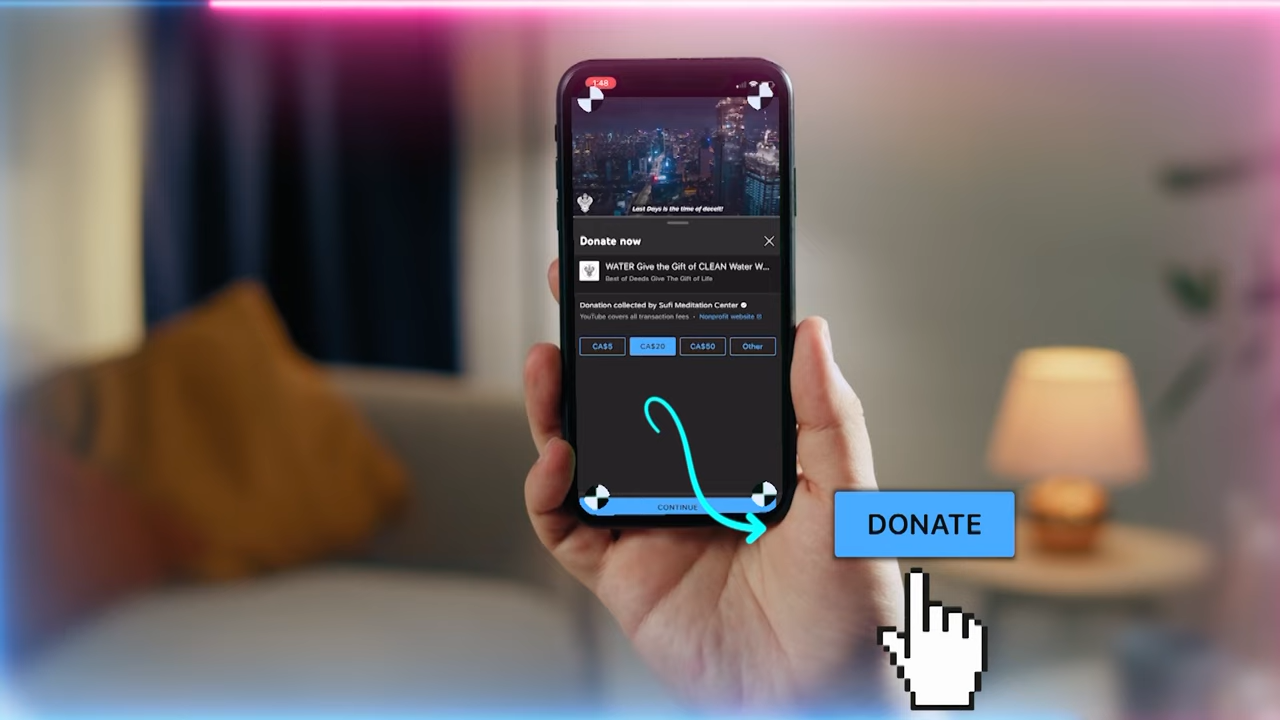 1:48
Last Days is the time of deceit!
Donate now
WATER Give the Gift of CLEAN Water W...
Best of Deeds Give The Gift of Life
Donation collected by Sufi Meditation Center
YouTube covers all transaction fees • Nonprofit website
CA$5 CA$20 CA$50 Other
CONTINUE
DONATE